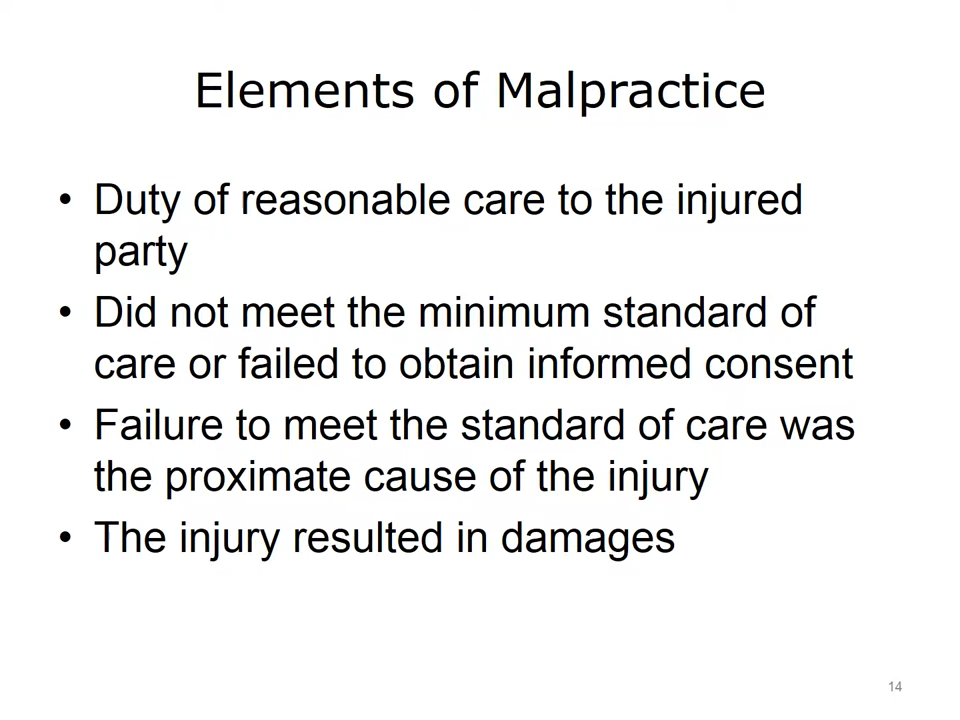 Elements of Malpractice
• Duty of reasonable care to the injured
party
• Did not meet the minimum standard of
care or failed to obtain informed consent
• Failure to meet the standard of care was
the proximate cause of the injury
• The injury resulted in damages
14